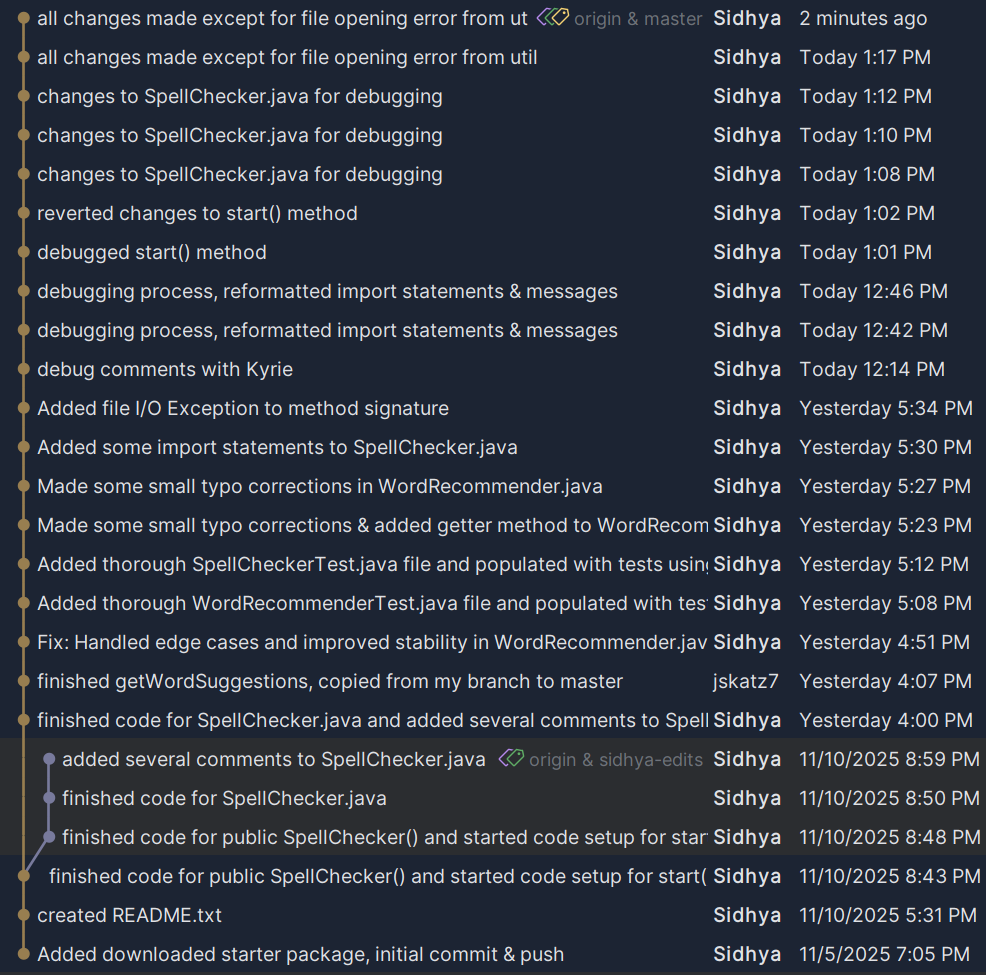 all changes made except for file opening error from ut origin & master Sidhya 2 minutes ago
all changes made except for file opening error from util Sidhya Today 1:17 PM
changes to SpellChecker.java for debugging Sidhya Today 1:12 PM
changes to SpellChecker.java for debugging Sidhya Today 1:10 PM
changes to SpellChecker.java for debugging Sidhya Today 1:08 PM
reverted changes to start() method Sidhya Today 1:02 PM
debugged start() method Sidhya Today 1:01 PM
debugging process, reformatted import statements & messages Sidhya Today 12:46 PM
debugging process, reformatted import statements & messages Sidhya Today 12:42 PM
debug comments with Kyrie Sidhya Today 12:14 PM
Added file I/O Exception to method signature Sidhya Yesterday 5:34 PM
Added some import statements to SpellChecker.java Sidhya Yesterday 5:30 PM
Made some small typo corrections in WordRecommender.java Sidhya Yesterday 5:27 PM
Made some small typo corrections & added getter method to WordRecom Sidhya Yesterday 5:23 PM
Added thorough SpellCheckerTest.java file and populated with tests using Sidhya Yesterday 5:12 PM
Added thorough WordRecommenderTest.java file and populated with tes Sidhya Yesterday 5:08 PM
Fix: Handled edge cases and improved stability in WordRecommender.jav Sidhya Yesterday 4:51 PM
finished getWordSuggestions, copied from my branch to master jskatz7 Yesterday 4:07 PM
finished code for SpellChecker.java and added several comments to Spell Sidhya Yesterday 4:00 PM
added several comments to SpellChecker.java origin & sidhya-edits Sidhya 11/10/2025 8:59 PM
finished code for SpellChecker.java Sidhya 11/10/2025 8:50 PM
finished code for public SpellChecker() and started code setup for star Sidhya 11/10/2025 8:48 PM
finished code for public SpellChecker() and started code setup for start( Sidhya 11/10/2025 8:43 PM
created README.txt Sidhya 11/10/2025 5:31 PM
Added downloaded starter package, initial commit & push Sidhya 11/5/2025 7:05 PM